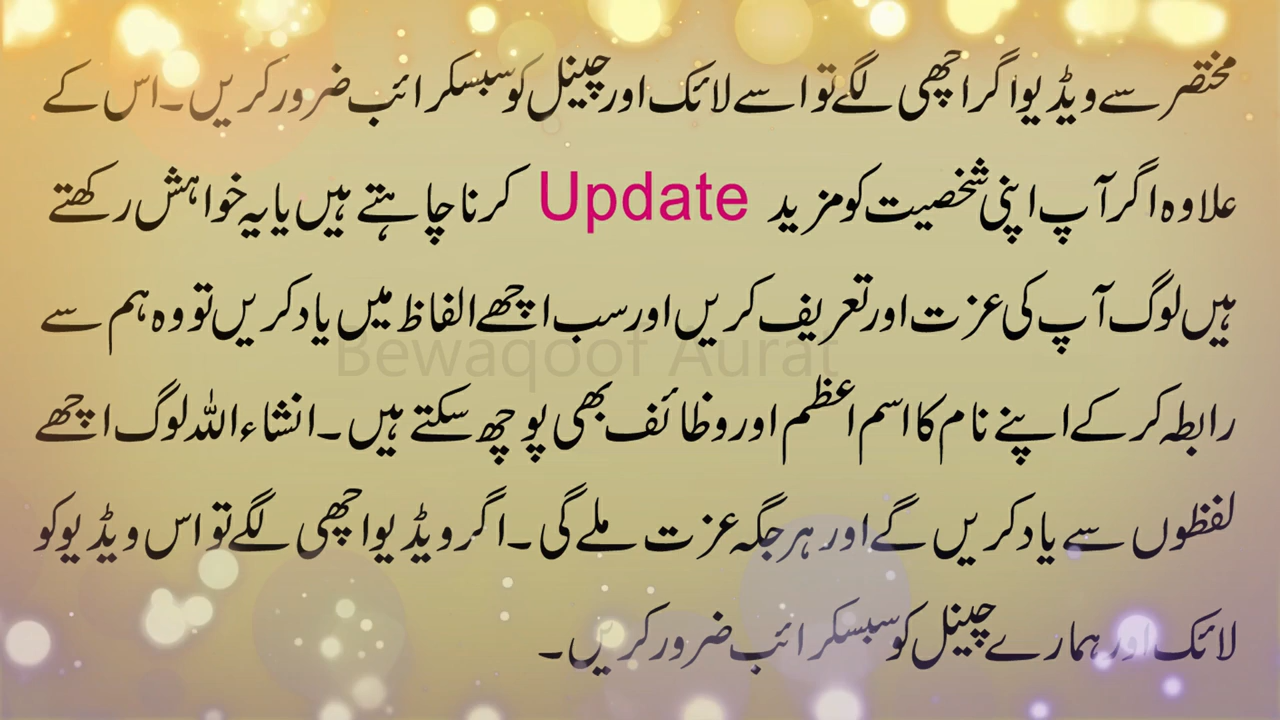 مختصر سے ویڈیو اگر اچھی لگے تو اسے لائک اور چینل کو سبسکرائب ضرور کریں۔ اس کے
علاوہ اگر آپ اپنی شخصیت کو مزید Update کرنا چاہتے ہیں یا یہ خواہش رکھتے
ہیں لوگ آپ کی عزت اور تعریف کریں اور سب اچھے الفاظ میں یاد کریں تو وہ ہم سے
Bewaqoof Aurat
رابطہ کر کے اپنے نام کا اسم اعظم اور وظائف بھی پوچھ سکتے ہیں۔ انشاء اللہ لوگ اچھے
لفظوں سے یاد کریں گے اور ہر جگہ عزت ملے گی۔ اگر ویڈیو اچھی لگے تو اس ویڈیو کو
لائک اور ہمارے چینل کو سبسکرائب ضرور کریں۔